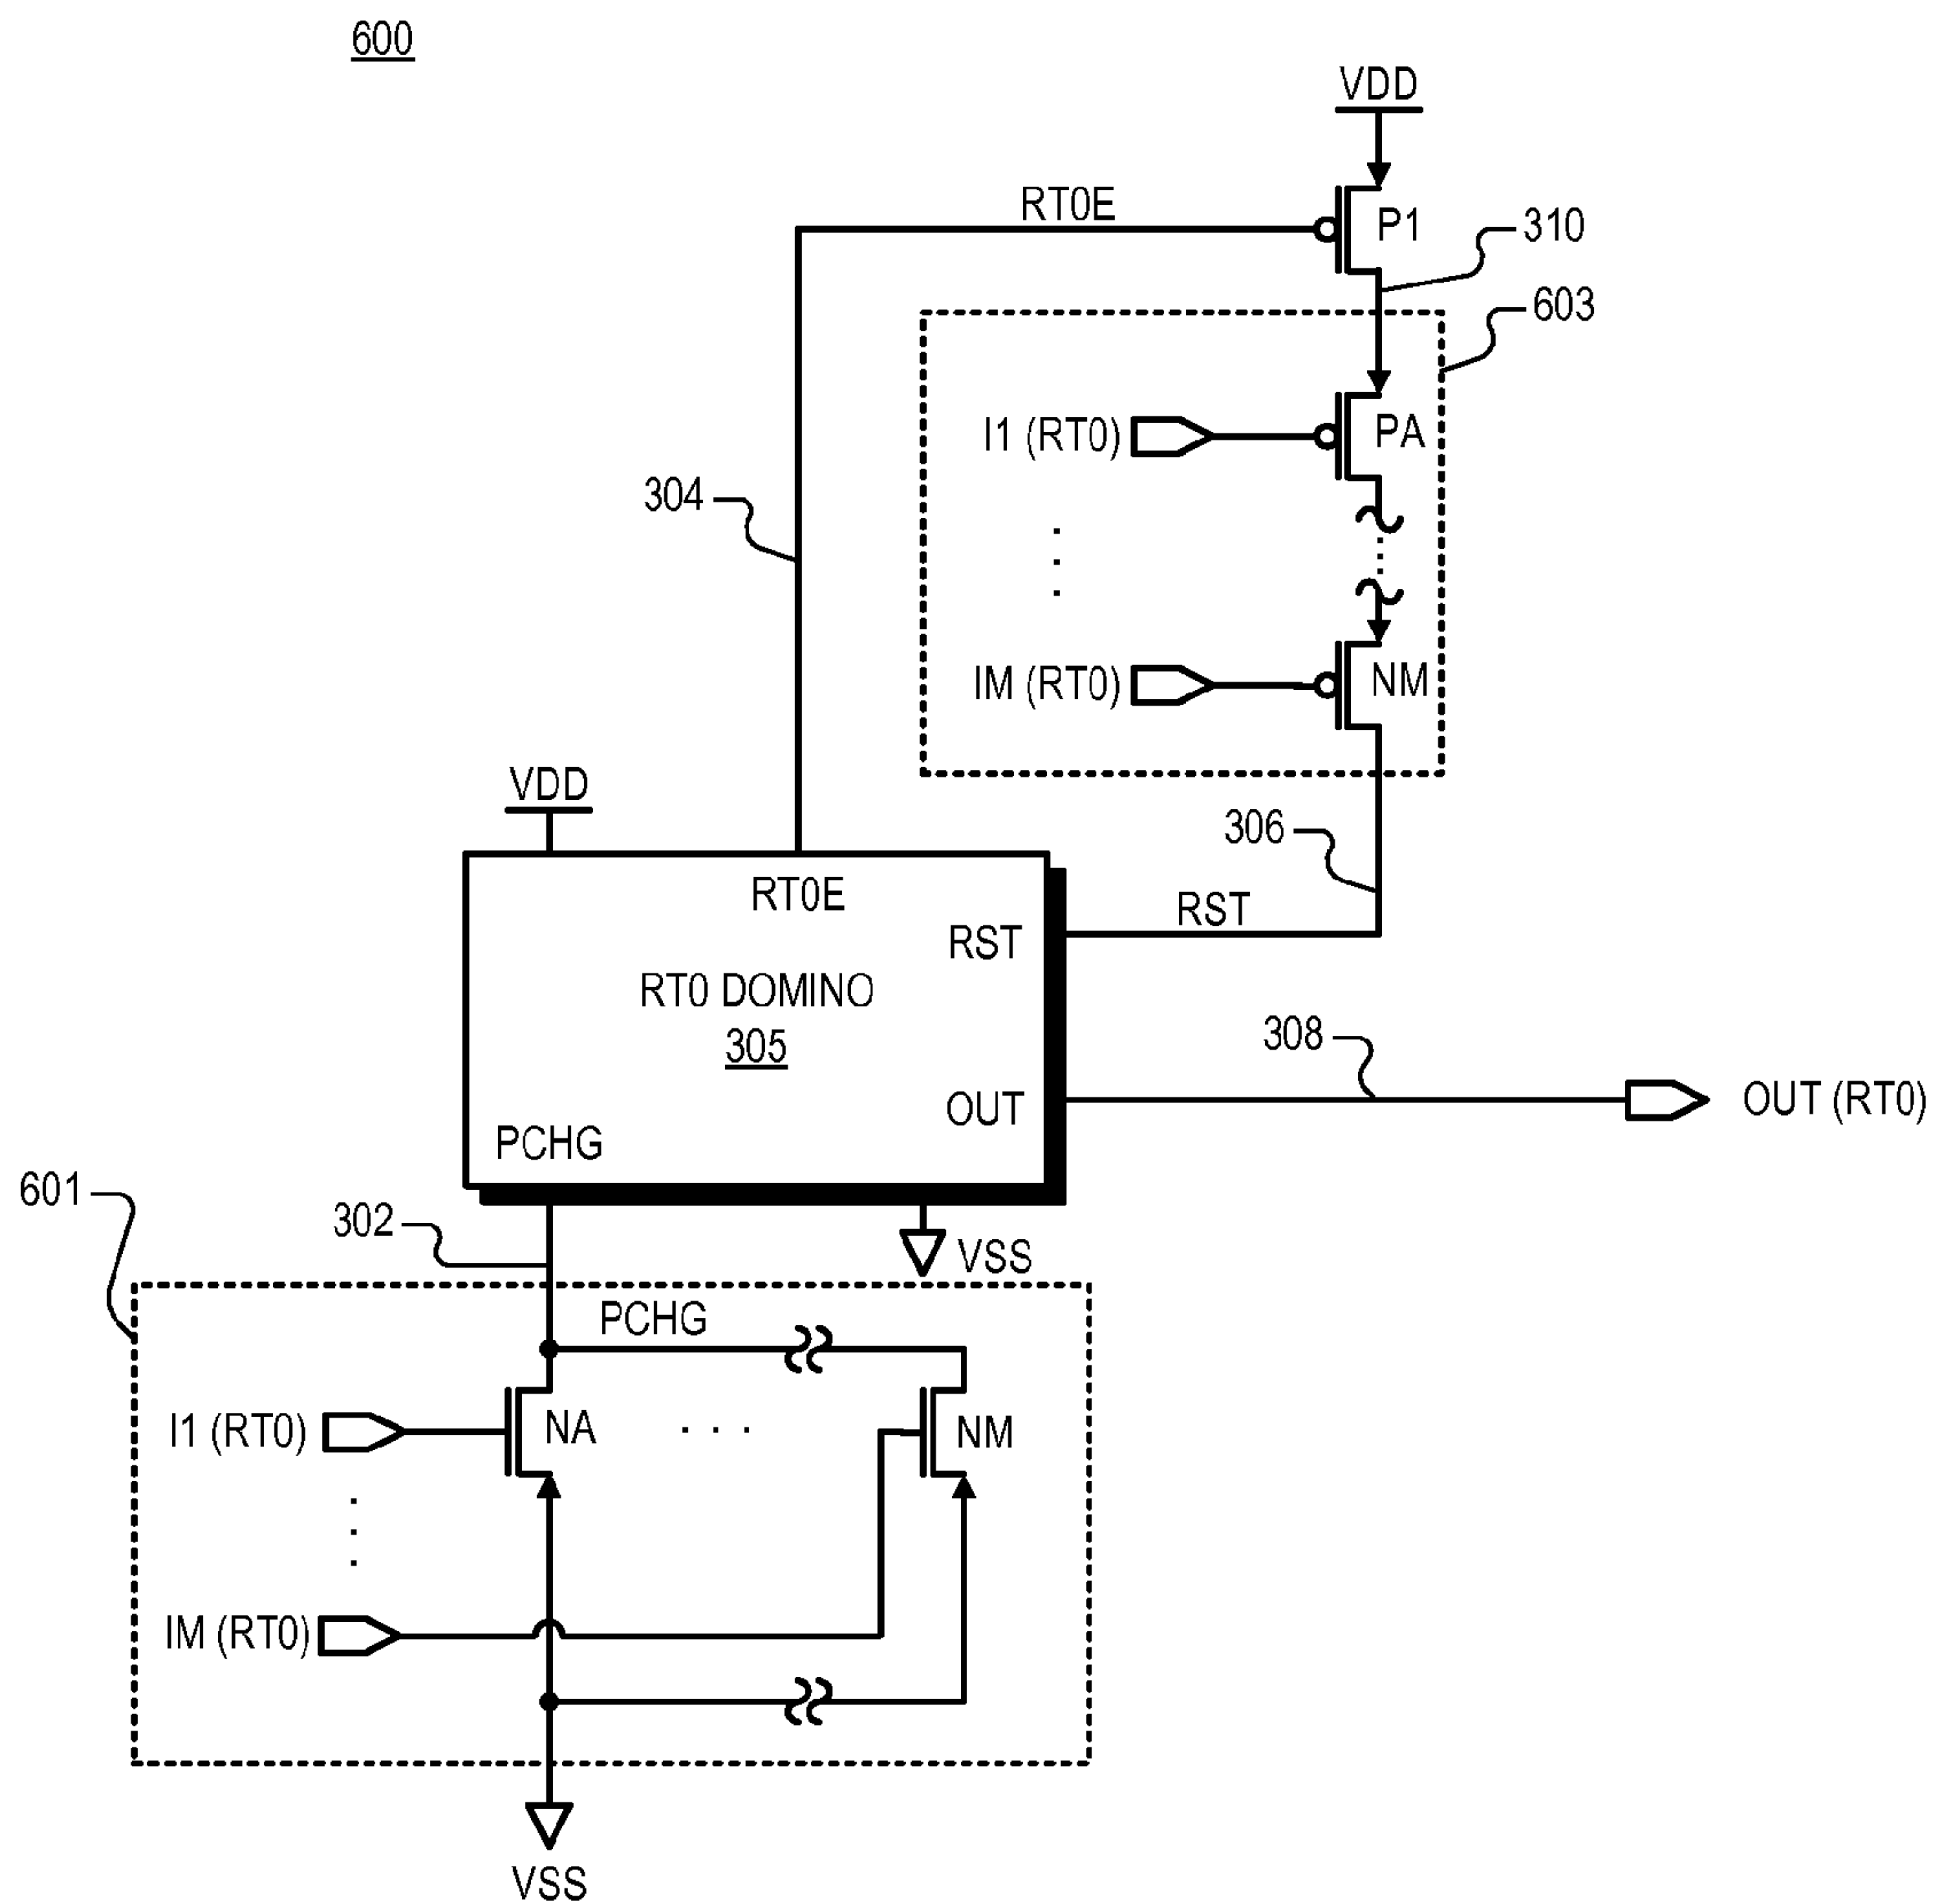 600
VDD
RT0E
P1
310
603
I1 (RT0)
PA
304
IM (RT0)
NM
VDD
306
RT0E
RST
RST
RT0 DOMINO
305
308
OUT
OUT (RT0)
PCHG
601
302
VSS
PCHG
I1 (RT0)
NA
NM
IM (RT0)
VSS